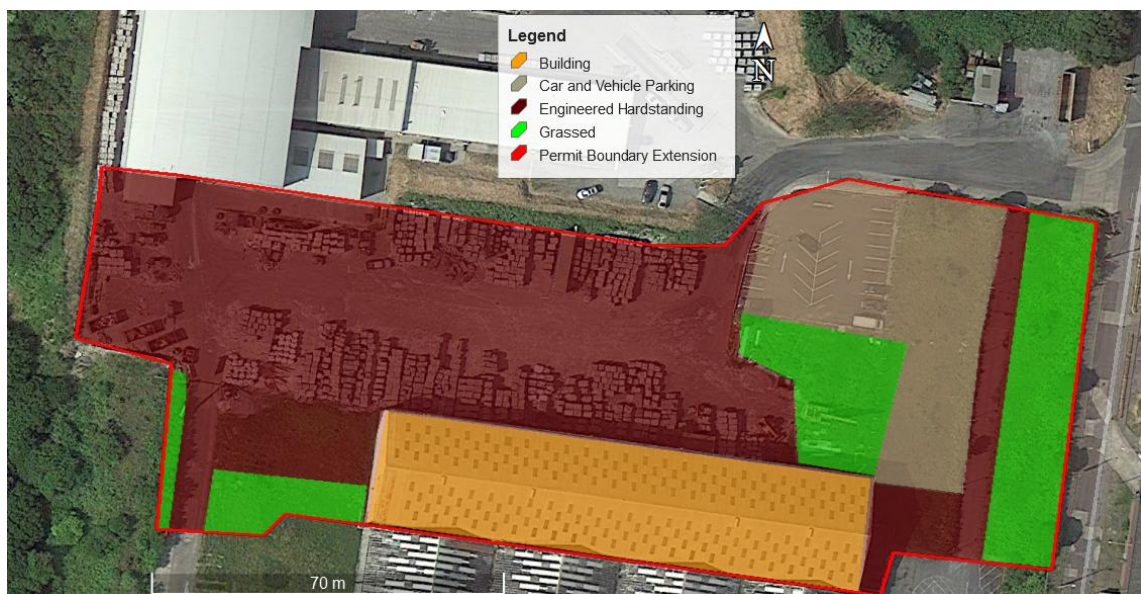 Legend
Building
Car and Vehicle Parking
Engineered Hardstanding
Grassed
Permit Boundary Extension
N
70 m